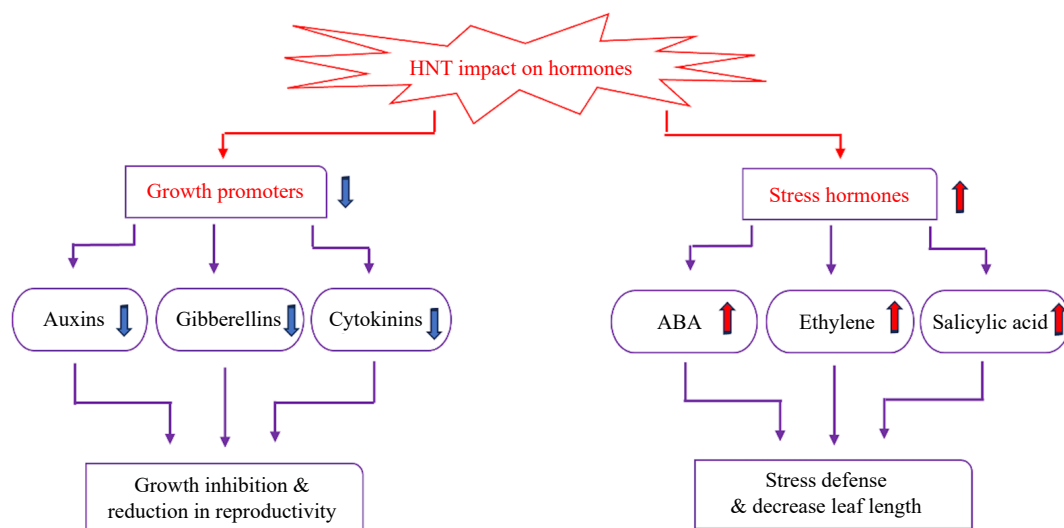 HNT impact on hormones
Growth promoters
Stress hormones
Auxins
Gibberellins
Cytokinins
ABA
Ethylene
Salicylic acid
Growth inhibition &
reduction in reproductivity
Stress defense
& decrease leaf length